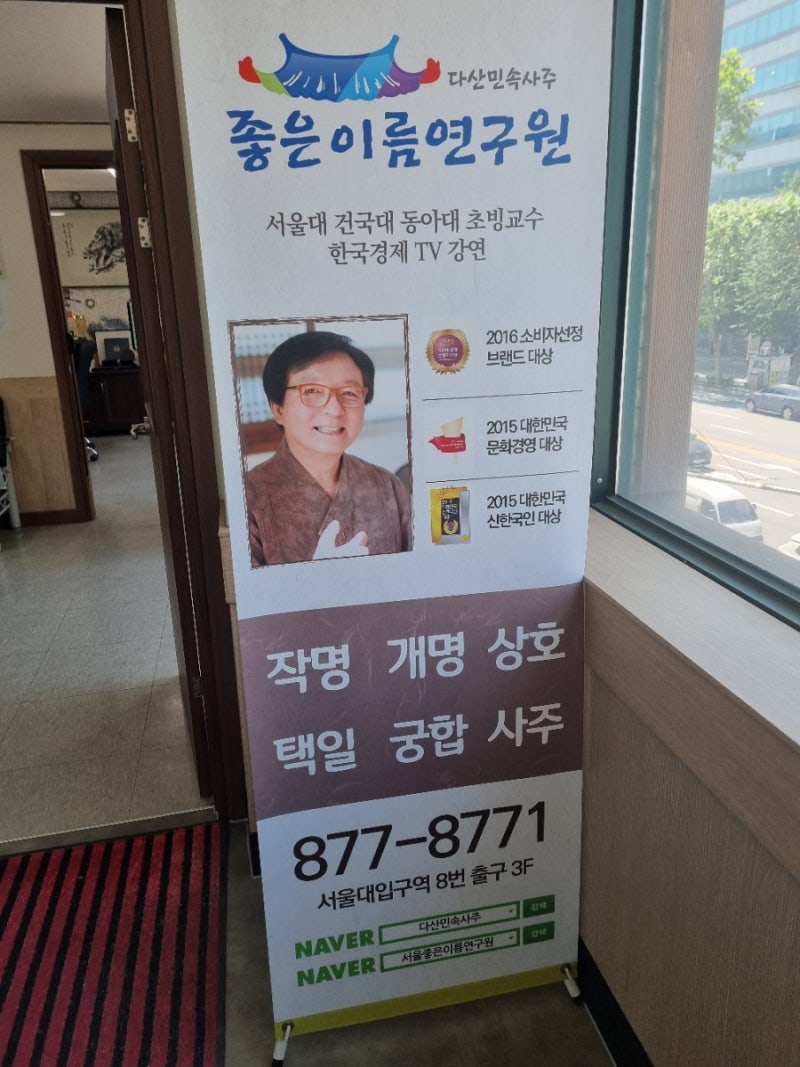 다산민속사주
좋은이름연구원
서울대 건국대 동아대 초빙교수
한국경제 TV 강연
2016 소비자선정
브랜드 대상
2015 대한민국
문화경영 대상
2015 대한민국
신한국인 대상
작명 개명 상호
택일 궁합 사주
877-8771
서울대입구역 8번 출구 3F
NAVER 다산민속사주 검색
NAVER 서울좋은이름연구원 검색